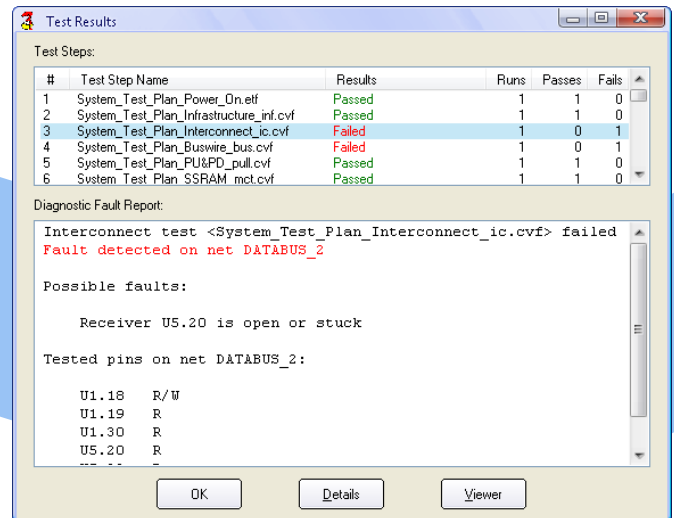 Test Results
Test Steps:
# Test Step Name Results Runs Passes Fails
1 System_Test_Plan_Power_On.etf Passed 1 1 0
2 System_Test_Plan_Infrastructure_inf.cvf Passed 1 1 0
3 System_Test_Plan_Interconnect_ic.cvf Failed 1 0 1
4 System_Test_Plan_Buswire_bus.cvf Failed 1 0 1
5 System_Test_Plan_PU&PD_pull.cvf Passed 1 1 0
6 System_Test_Plan_SSRAM_mct.cvf Passed 1 1 0
Diagnostic Fault Report:
Interconnect test <System_Test_Plan_Interconnect_ic.cvf> failed
Fault detected on net DATABUS_2
Possible faults:
Receiver U5.20 is open or stuck
Tested pins on net DATABUS_2:
U1.18 R/W
U1.19 R
U1.30 R
U5.20 R
OK Details Viewer